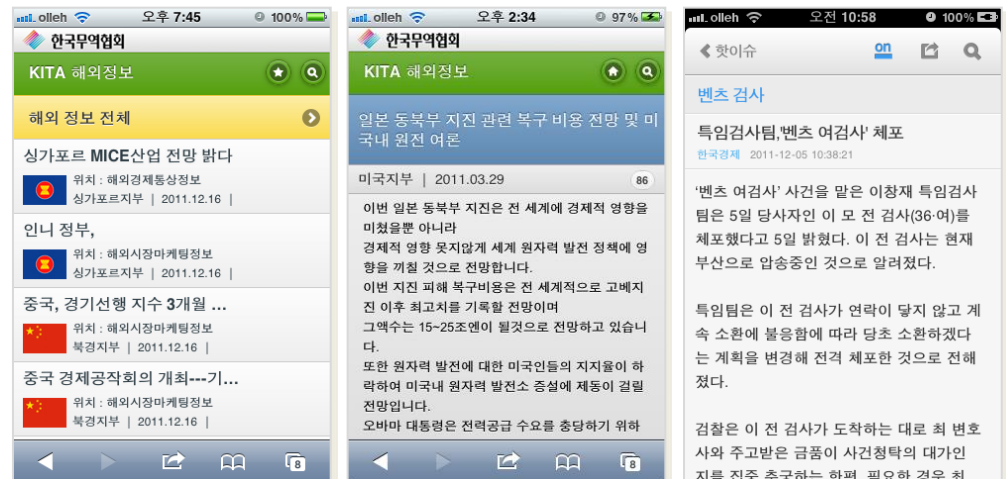 olleh 오후 7:45 100%
한국무역협회
KITA 해외정보
해외 정보 전체
싱가포르 MICE산업 전망 밝다
위치 : 해외경제통상정보
싱가포르지부 | 2011.12.16 |
인니 정부,
위치 : 해외시장마케팅정보
싱가포르지부 | 2011.12.16 |
중국, 경기선행 지수 3개월 ...
위치 : 해외시장마케팅정보
북경지부 | 2011.12.16 |
중국 경제공작회의 개최---기...
위치 : 해외시장마케팅정보
북경지부 | 2011.12.16 |
8
olleh 오후 2:34 97%
한국무역협회
KITA 해외정보
일본 동북부 지진 관련 복구 비용 전망 및 미
국내 원전 여론
미국지부 | 2011.03.29 86
이번 일본 동북부 지진은 전 세계에 경제적 영향을
미쳤을뿐 아니라
경제적 영향 못지않게 세계 원자력 발전 정책에 영
향을 끼칠 것으로 전망합니다.
이번 지진 피해 복구비용은 전 세계적으로 고베지
진 이후 최고치를 기록할 전망이며
그액수는 15~25조엔이 될것으로 전망하고 있습니
다.
또한 원자력 발전에 대한 미국인들의 지지율이 하
락하여 미국내 원자력 발전소 증설에 제동이 걸릴
전망입니다.
오바마 대통령은 전력공급 수요를 충당하기 위하
8
olleh 오전 10:58 100%
핫이슈 on
벤츠 검사
특임검사팀,'벤츠 여검사' 체포
한국경제 2011-12-05 10:38:21
‘벤츠 여검사’ 사건을 맡은 이창재 특임검사
팀은 5일 당사자인 이 모 전 검사(36·여)를
체포했다고 5일 밝혔다. 이 전 검사는 현재
부산으로 압송중인 것으로 알려졌다.
특임팀은 이 전 검사가 연락이 닿지 않고 계
속 소환에 불응함에 따라 당초 소환하겠다
는 계획을 변경해 전격 체포한 것으로 전해
졌다.
검찰은 이 전 검사가 도착하는 대로 최 변호
사와 주고받은 금품이 사건청탁의 대가인
지를 집중 추궁하는 한편, 필요한 경우 최